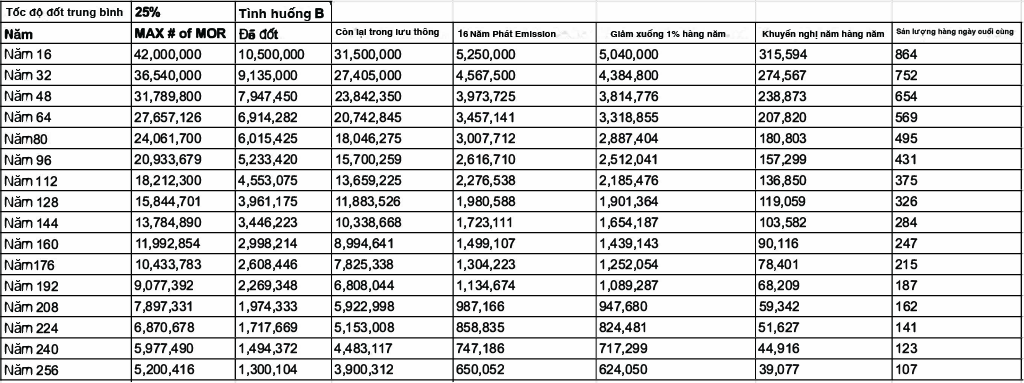 Tốc độ đốt trung bình 25% Tình huống B
Năm MAX # of MOR Đã đốt Còn lại trong lưu thông 16 Năm Phát Emission Giảm xuống 1% hàng năm Khuyến nghị năm hàng năm Sản lượng hàng ngày cuối cùng
Năm 16 42,000,000 10,500,000 31,500,000 5,250,000 5,040,000 315,594 864
Năm 32 36,540,000 9,135,000 27,405,000 4,567,500 4,384,800 274,567 752
Năm 48 31,789,800 7,947,450 23,842,350 3,973,725 3,814,776 238,873 654
Năm 64 27,657,126 6,914,282 20,742,845 3,457,141 3,318,855 207,820 569
Năm80 24,061,700 6,015,425 18,046,275 3,007,712 2,887,404 180,803 495
Năm 96 20,933,679 5,233,420 15,700,259 2,616,710 2,512,041 157,299 431
Năm 112 18,212,300 4,553,075 13,659,225 2,276,538 2,185,476 136,850 375
Năm 128 15,844,701 3,961,175 11,883,526 1,980,588 1,901,364 119,059 326
Năm 144 13,784,890 3,446,223 10,338,668 1,723,111 1,654,187 103,582 284
Năm 160 11,992,854 2,998,214 8,994,641 1,499,107 1,439,143 90,116 247
Năm176 10,433,783 2,608,446 7,825,338 1,304,223 1,252,054 78,401 215
Năm 192 9,077,392 2,269,348 6,808,044 1,134,674 1,089,287 68,209 187
Năm 208 7,897,331 1,974,333 5,922,998 987,166 947,680 59,342 162
Năm 224 6,870,678 1,717,669 5,153,008 858,835 824,481 51,627 141
Năm 240 5,977,490 1,494,372 4,483,117 747,186 717,299 44,916 123
Năm 256 5,200,416 1,300,104 3,900,312 650,052 624,050 39,077 107